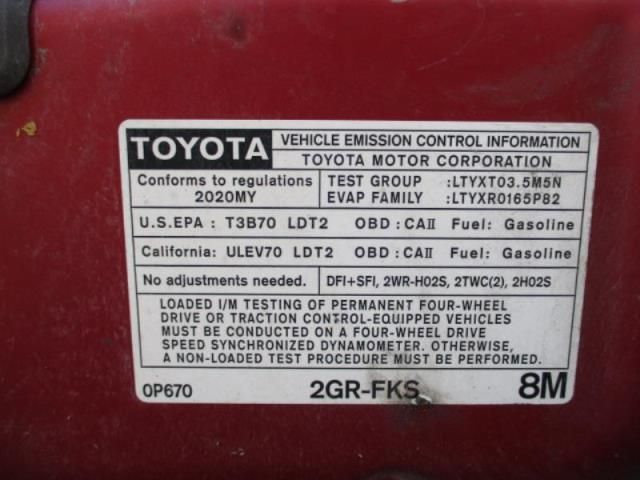 TOYOTA
VEHICLE EMISSION CONTROL INFORMATION
TOYOTA MOTOR CORPORATION
Conforms to regulations
2020MY
TEST GROUP :LTYXT03.5M5N
EVAP FAMILY :LTYXR0165P82
U.S.EPA : T3B70 LDT2 OBD : CAII Fuel: Gasoline
California: ULEV70 LDT2 OBD : CAII Fuel: Gasoline
No adjustments needed. DFI+SFI, 2WR-HO2S, 2TWC(2), 2HO2S
LOADED I/M TESTING OF PERMANENT FOUR-WHEEL
DRIVE OR TRACTION CONTROL-EQUIPPED VEHICLES
MUST BE CONDUCTED ON A FOUR-WHEEL DRIVE
SPEED SYNCHRONIZED DYNAMOMETER. OTHERWISE,
A NON-LOADED TEST PROCEDURE MUST BE PERFORMED.
0P670 2GR-FKS 8M